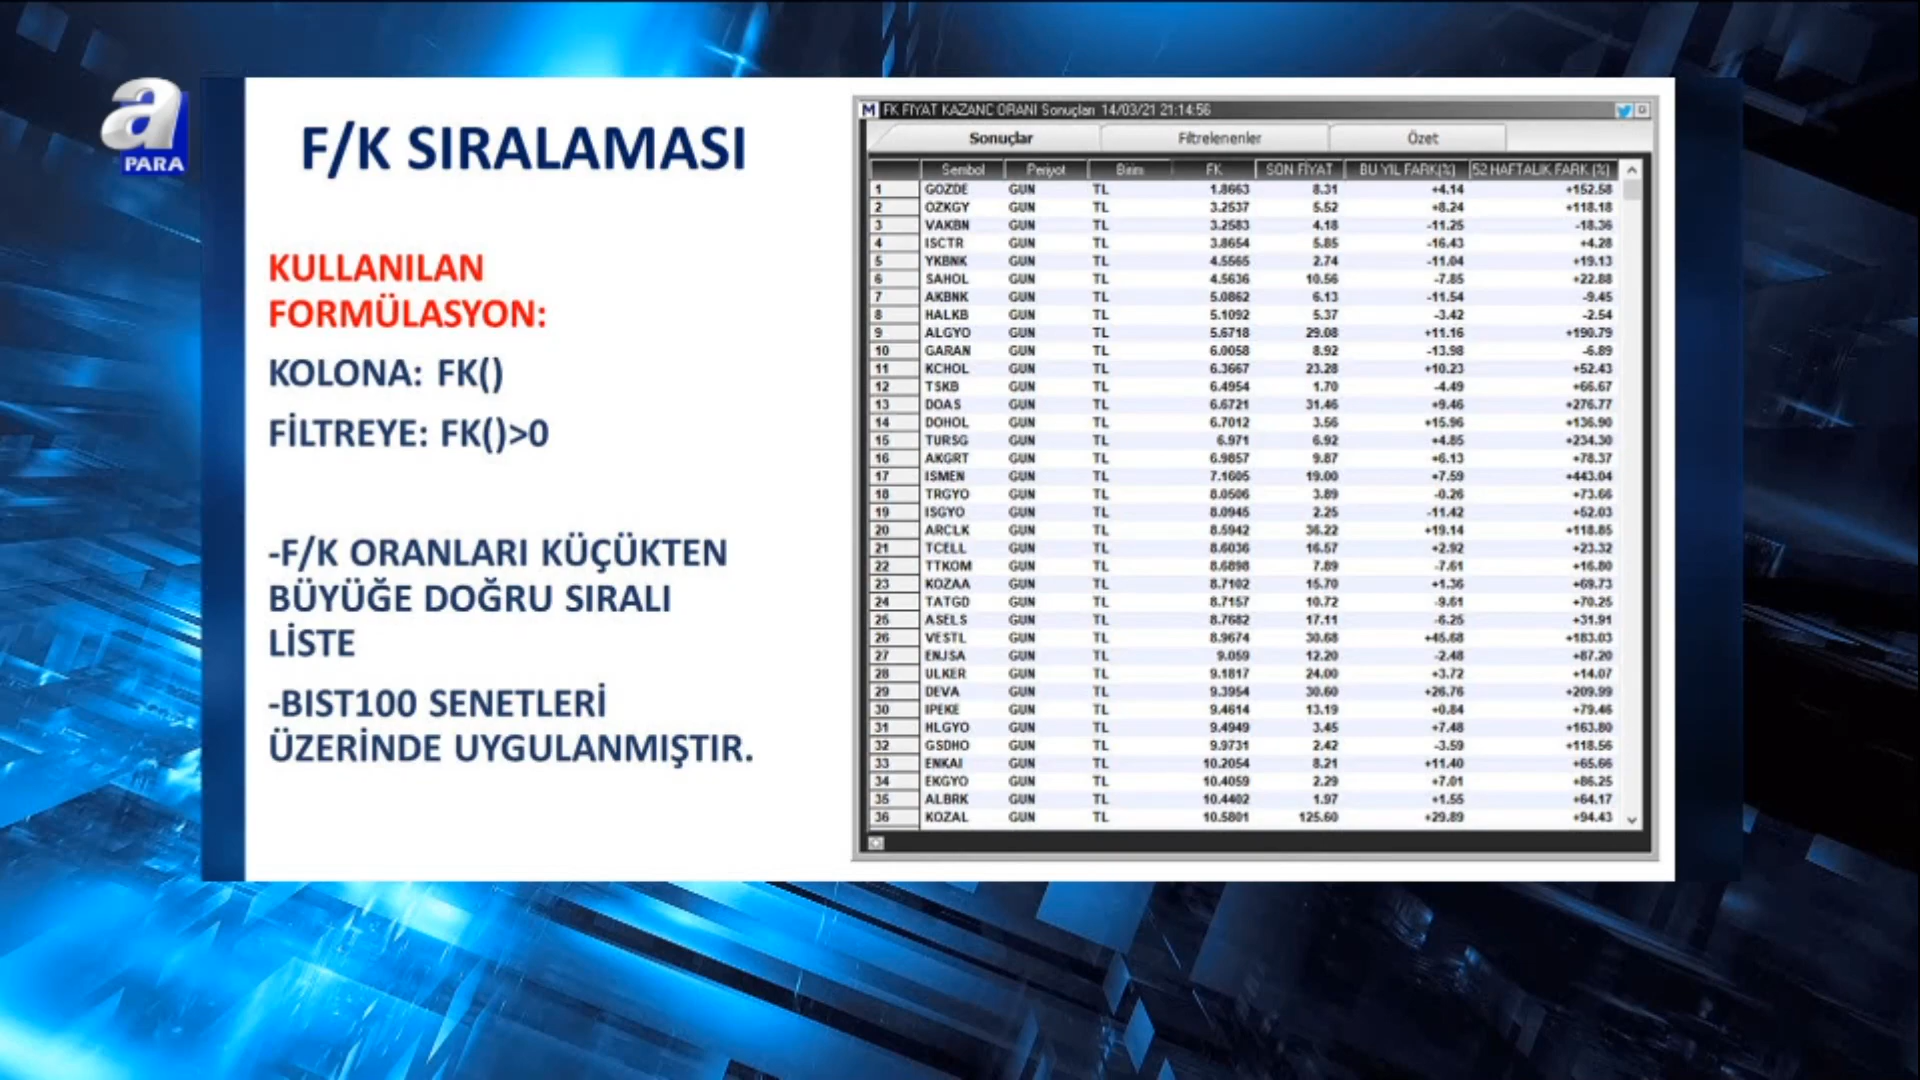 a
PARA
F/K SIRALAMASI
KULLANILAN
FORMÜLASYON:
KOLONA: FK()
FİLTREYE: FK()>0
-F/K ORANLARI KÜÇÜKTEN
BÜYÜĞE DOĞRU SIRALI
LİSTE
-BIST100 SENETLERİ
ÜZERİNDE UYGULANMIŞTIR.
M FK FIYAT KAZANC ORANI Sonuçları 14/03/21 21:14:56
Sonuçlar Filtrelenenler Özet
Sembol Periyot Birim FK SON FİYAT BU YIL FARK(%) 52 HAFTALIK FARK (%)
1 GOZDE GUN TL 1.8663 8.31 +4.14 +152.58
2 OZKGY GUN TL 3.2537 5.52 +8.24 +118.18
3 VAKBN GUN TL 3.2583 4.18 -11.25 -18.36
4 ISCTR GUN TL 3.8654 5.85 -16.43 +4.28
5 YKBNK GUN TL 4.5565 2.74 -11.04 +19.13
6 SAHOL GUN TL 4.5636 10.56 -7.85 +22.88
7 AKBNK GUN TL 5.0862 6.13 -11.54 -9.45
8 HALKB GUN TL 5.1092 5.37 -3.42 -2.54
9 ALGYO GUN TL 5.6718 29.08 +11.16 +190.79
10 GARAN GUN TL 6.0058 8.92 -13.98 -6.89
11 KCHOL GUN TL 6.3667 23.28 +10.23 +52.43
12 TSKB GUN TL 6.4954 1.70 -4.49 +66.67
13 DOAS GUN TL 6.6721 31.46 +9.46 +276.77
14 DOHOL GUN TL 6.7012 3.56 +15.96 +136.90
15 TURSG GUN TL 6.971 6.92 +4.85 +234.30
16 AKGRT GUN TL 6.9857 9.87 +6.13 +78.37
17 ISMEN GUN TL 7.1605 19.00 +7.59 +443.04
18 TRGYO GUN TL 8.0506 3.89 -0.26 +73.66
19 ISGYO GUN TL 8.0945 2.25 -11.42 +52.03
20 ARCLK GUN TL 8.5942 36.22 +19.14 +118.85
21 TCELL GUN TL 8.6036 16.57 +2.92 +23.32
22 TTKOM GUN TL 8.6898 7.89 -7.61 +16.80
23 KOZAA GUN TL 8.7102 15.70 +1.36 +69.73
24 TATGD GUN TL 8.7157 10.72 -9.61 +70.25
25 ASELS GUN TL 8.7682 17.11 -6.25 +31.91
26 VESTL GUN TL 8.9674 30.68 +45.68 +183.03
27 ENJSA GUN TL 9.059 12.20 -2.48 +87.20
28 ULKER GUN TL 9.1817 24.00 +3.72 +14.07
29 DEVA GUN TL 9.3954 30.60 +26.76 +209.99
30 IPEKE GUN TL 9.4614 13.19 +0.84 +79.46
31 HLGYO GUN TL 9.4949 3.45 +7.48 +163.80
32 GSDHO GUN TL 9.9731 2.42 -3.59 +118.56
33 ENKAI GUN TL 10.2054 8.21 +11.40 +65.66
34 EKGYO GUN TL 10.4059 2.29 +7.01 +86.25
35 ALBRK GUN TL 10.4402 1.97 +1.55 +64.17
36 KOZAL GUN TL 10.5801 125.60 +29.89 +94.43